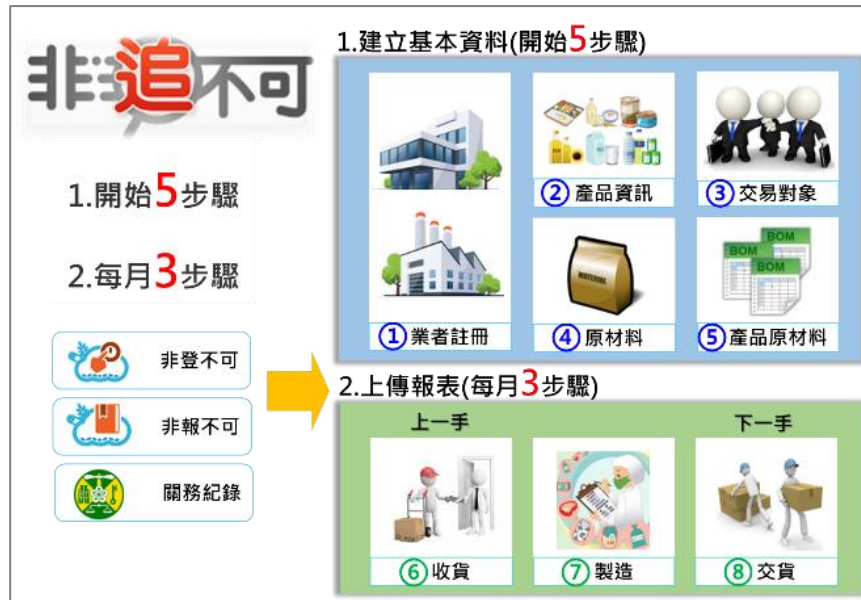 非追不可
1.開始5步驟
2.每月3步驟
非登不可
非報不可
關務紀錄
1.建立基本資料(開始5步驟)
②產品資訊
③交易對象
①業者註冊
MATERIAL
④原材料
BOM
BOM
⑤產品原材料
2.上傳報表(每月3步驟)
上一手
下一手
⑥收貨
⑦製造
⑧交貨